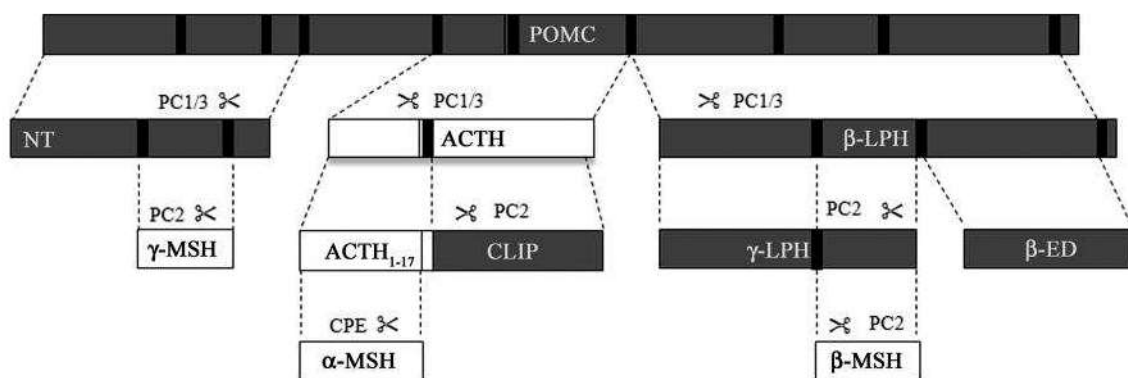 POMC
PC1/3 PC1/3 PC1/3
NT ACTH β-LPH
PC2 PC2 PC2
γ-MSH ACTH1-17 CLIP γ-LPH β-ED
CPE PC2
α-MSH β-MSH